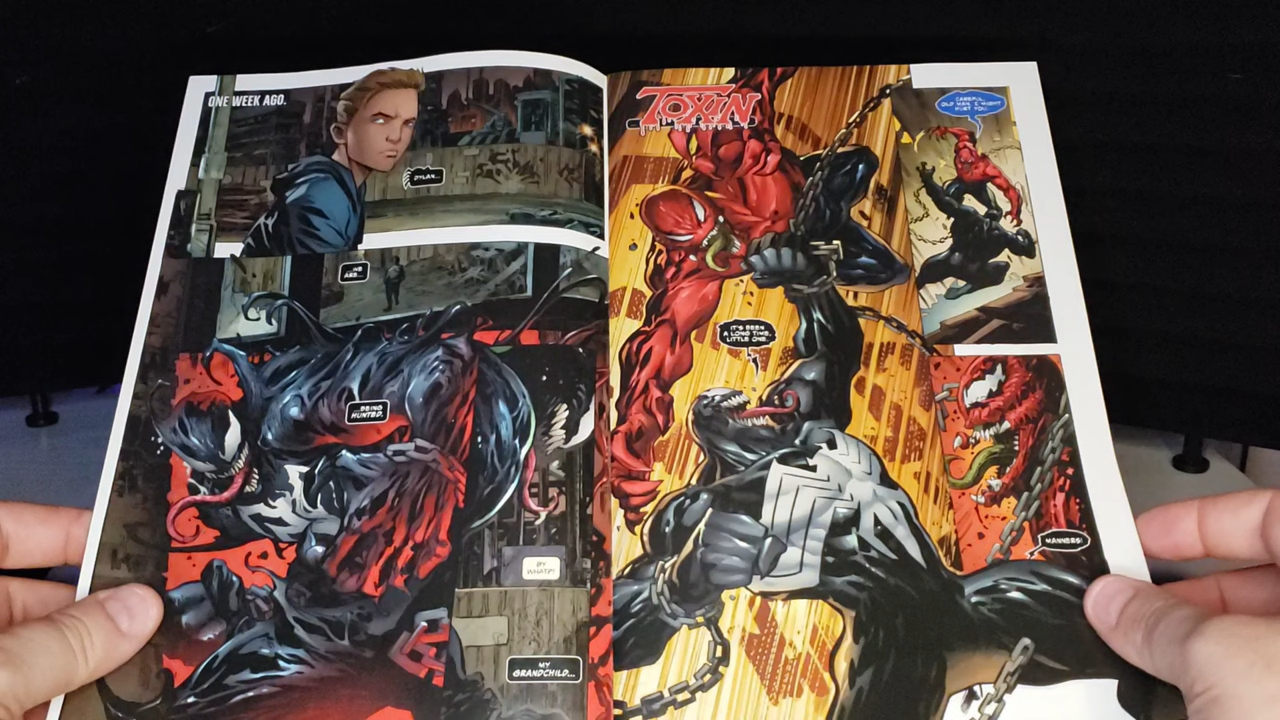 ONE WEEK AGO.
DYLAN...
...WE
ARE...
...BEING
HUNTED.
BY
WHAT?!
MY
GRANDCHILD...
TOXIN
IT'S BEEN
A LONG TIME,
LITTLE ONE.
CAREFUL,
OLD MAN. I MIGHT
HURT YOU.
MANNERS!